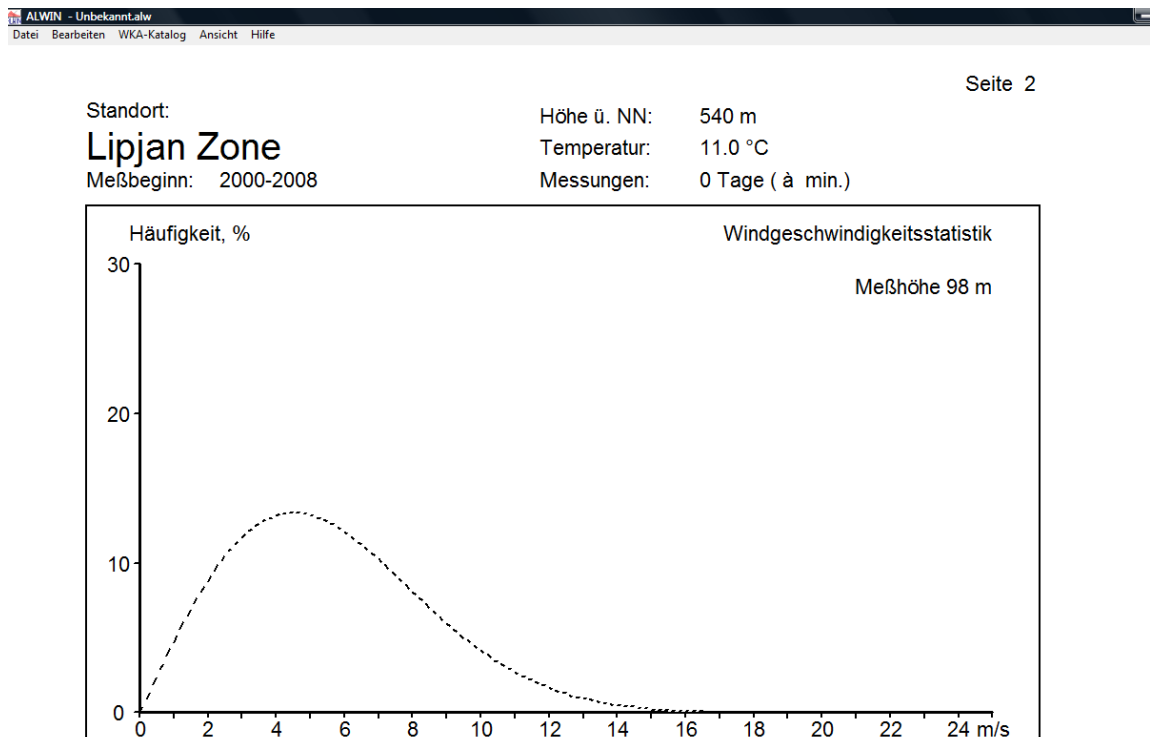 ALWIN - Unbekannt.alw
Datei Bearbeiten WKA-Katalog Ansicht Hilfe
Seite 2
Standort:
Lipjan Zone
Meßbeginn: 2000-2008
Höhe ü. NN: 540 m
Temperatur: 11.0 °C
Messungen: 0 Tage ( à min.)
Häufigkeit, %
Windgeschwindigkeitsstatistik
Meßhöhe 98 m
30
20
10
0
0 2 4 6 8 10 12 14 16 18 20 22 24 m/s